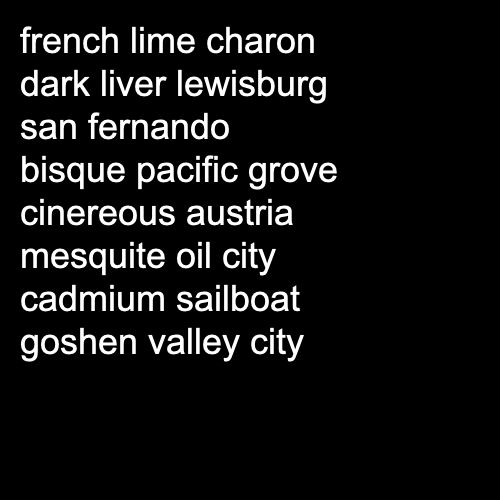 french lime charon
dark liver lewisburg
san fernando
bisque pacific grove
cinereous austria
mesquite oil city
cadmium sailboat
goshen valley city